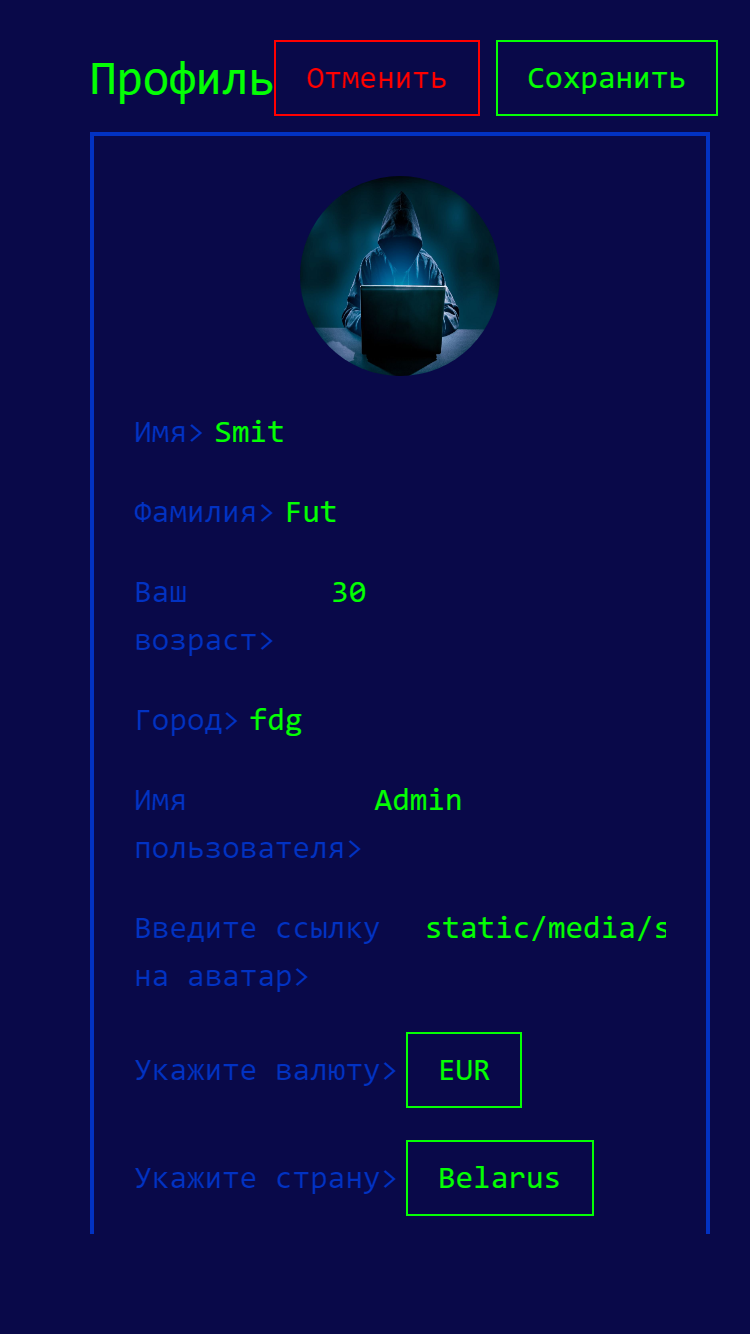 Профиль Отменить Сохранить
Имя> Smit
Фамилия> Fut
Ваш 30
возраст>
Город> fdg
Имя Admin
пользователя>
Введите ссылку static/media/s
на аватар>
Укажите валюту> EUR
Укажите страну> Belarus